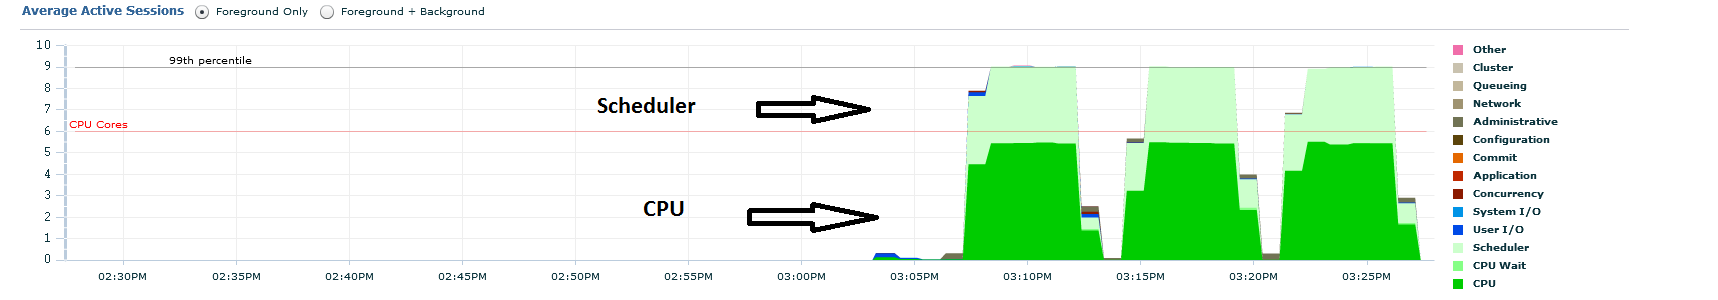 Average Active Sessions Foreground Only Foreground + Background
10
9
8
7
6
5
4
3
2
1
0
99th percentile
CPU Cores
Scheduler
CPU
02:30PM 02:35PM 02:40PM 02:45PM 02:50PM 02:55PM 03:00PM 03:05PM 03:10PM 03:15PM 03:20PM 03:25PM
Other
Cluster
Queueing
Network
Administrative
Configuration
Commit
Application
Concurrency
System I/O
User I/O
Scheduler
CPU Wait
CPU